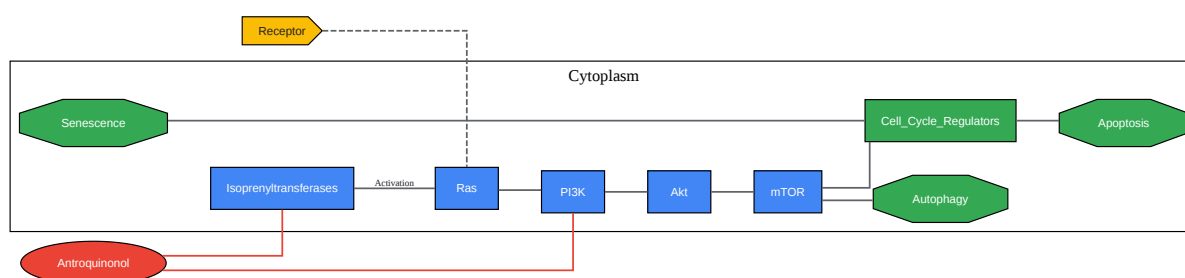 Receptor
Cytoplasm
Senescence
Cell_Cycle_Regulators
Apoptosis
Isoprenyltransferases
Activation
Ras
PI3K
Akt
mTOR
Autophagy
Antroquinonol